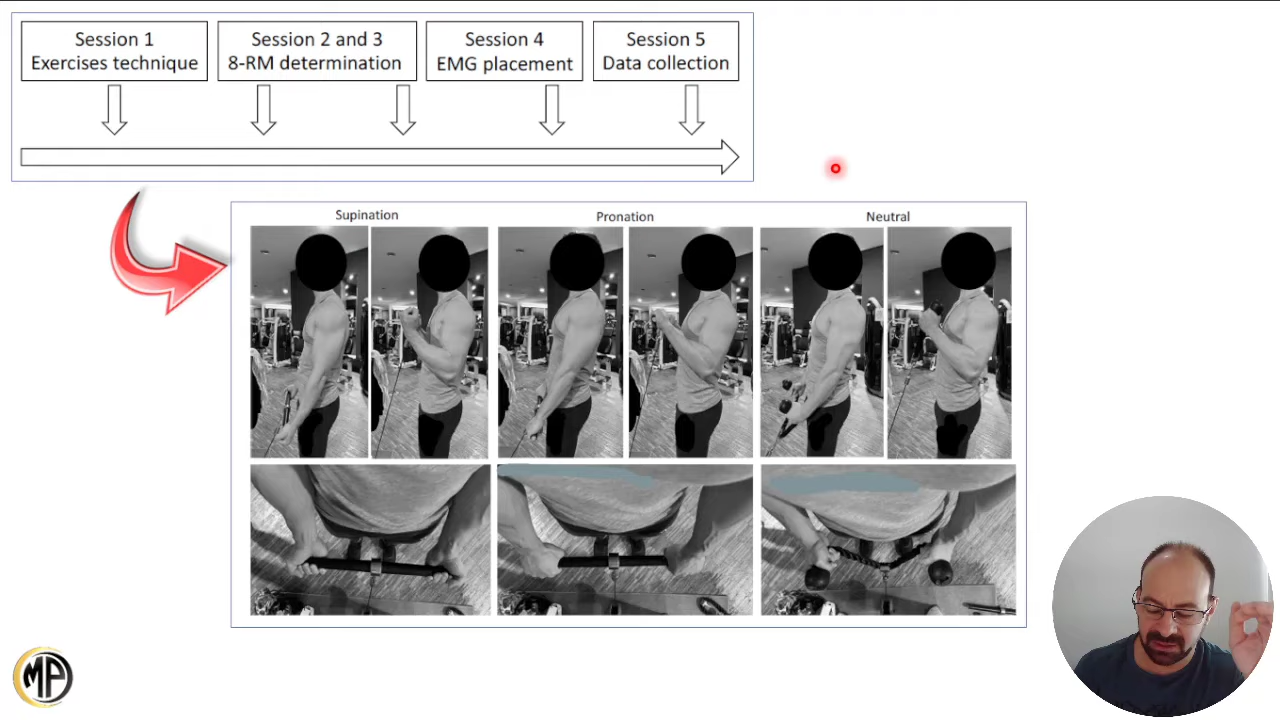 Session 1
Exercises technique
Session 2 and 3
8-RM determination
Session 4
EMG placement
Session 5
Data collection
Supination
Pronation
Neutral
MP